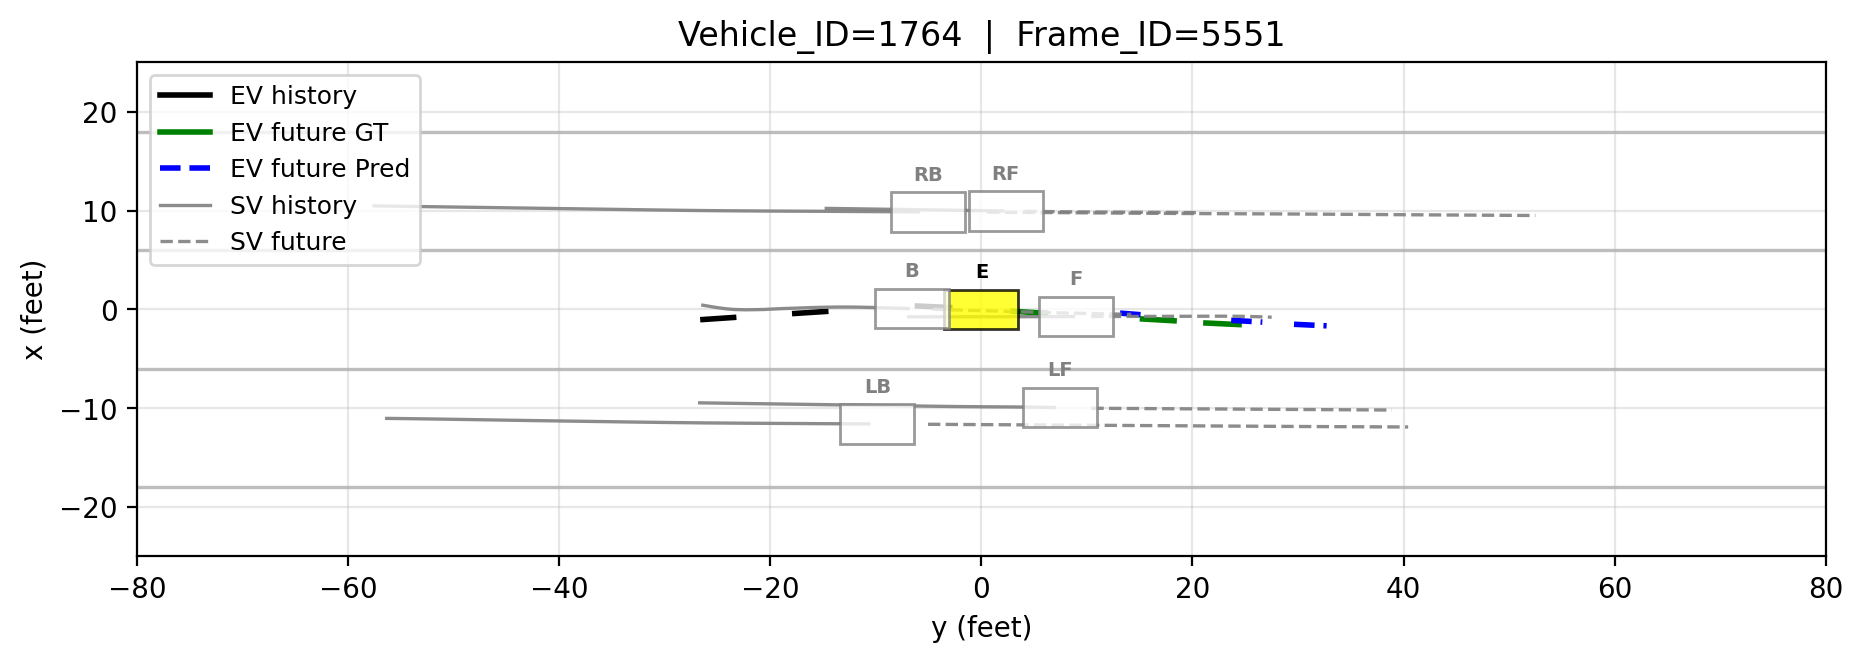 Vehicle_ID=1764 | Frame_ID=5551
EV history
EV future GT
EV future Pred
SV history
SV future
20
10
0
−10
−20
x (feet)
RB
RF
B
E
F
LB
LF
−80
−60
−40
−20
0
20
40
60
80
y (feet)